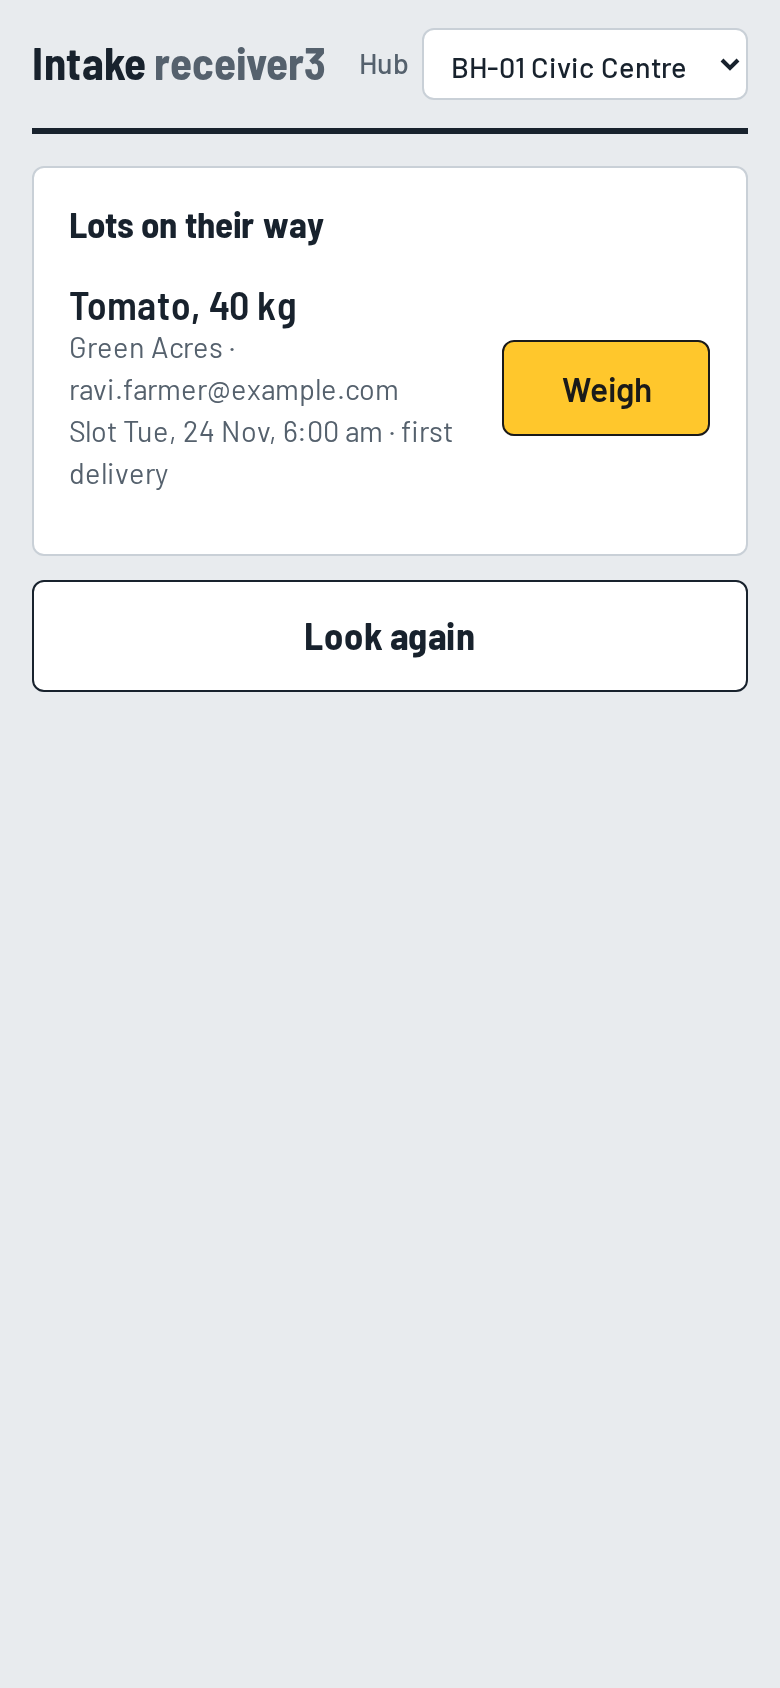 Intake receiver3 Hub BH-01 Civic Centre
Lots on their way
Tomato, 40 kg
Green Acres ·
ravi.farmer@example.com
Slot Tue, 24 Nov, 6:00 am · first
delivery
Weigh
Look again